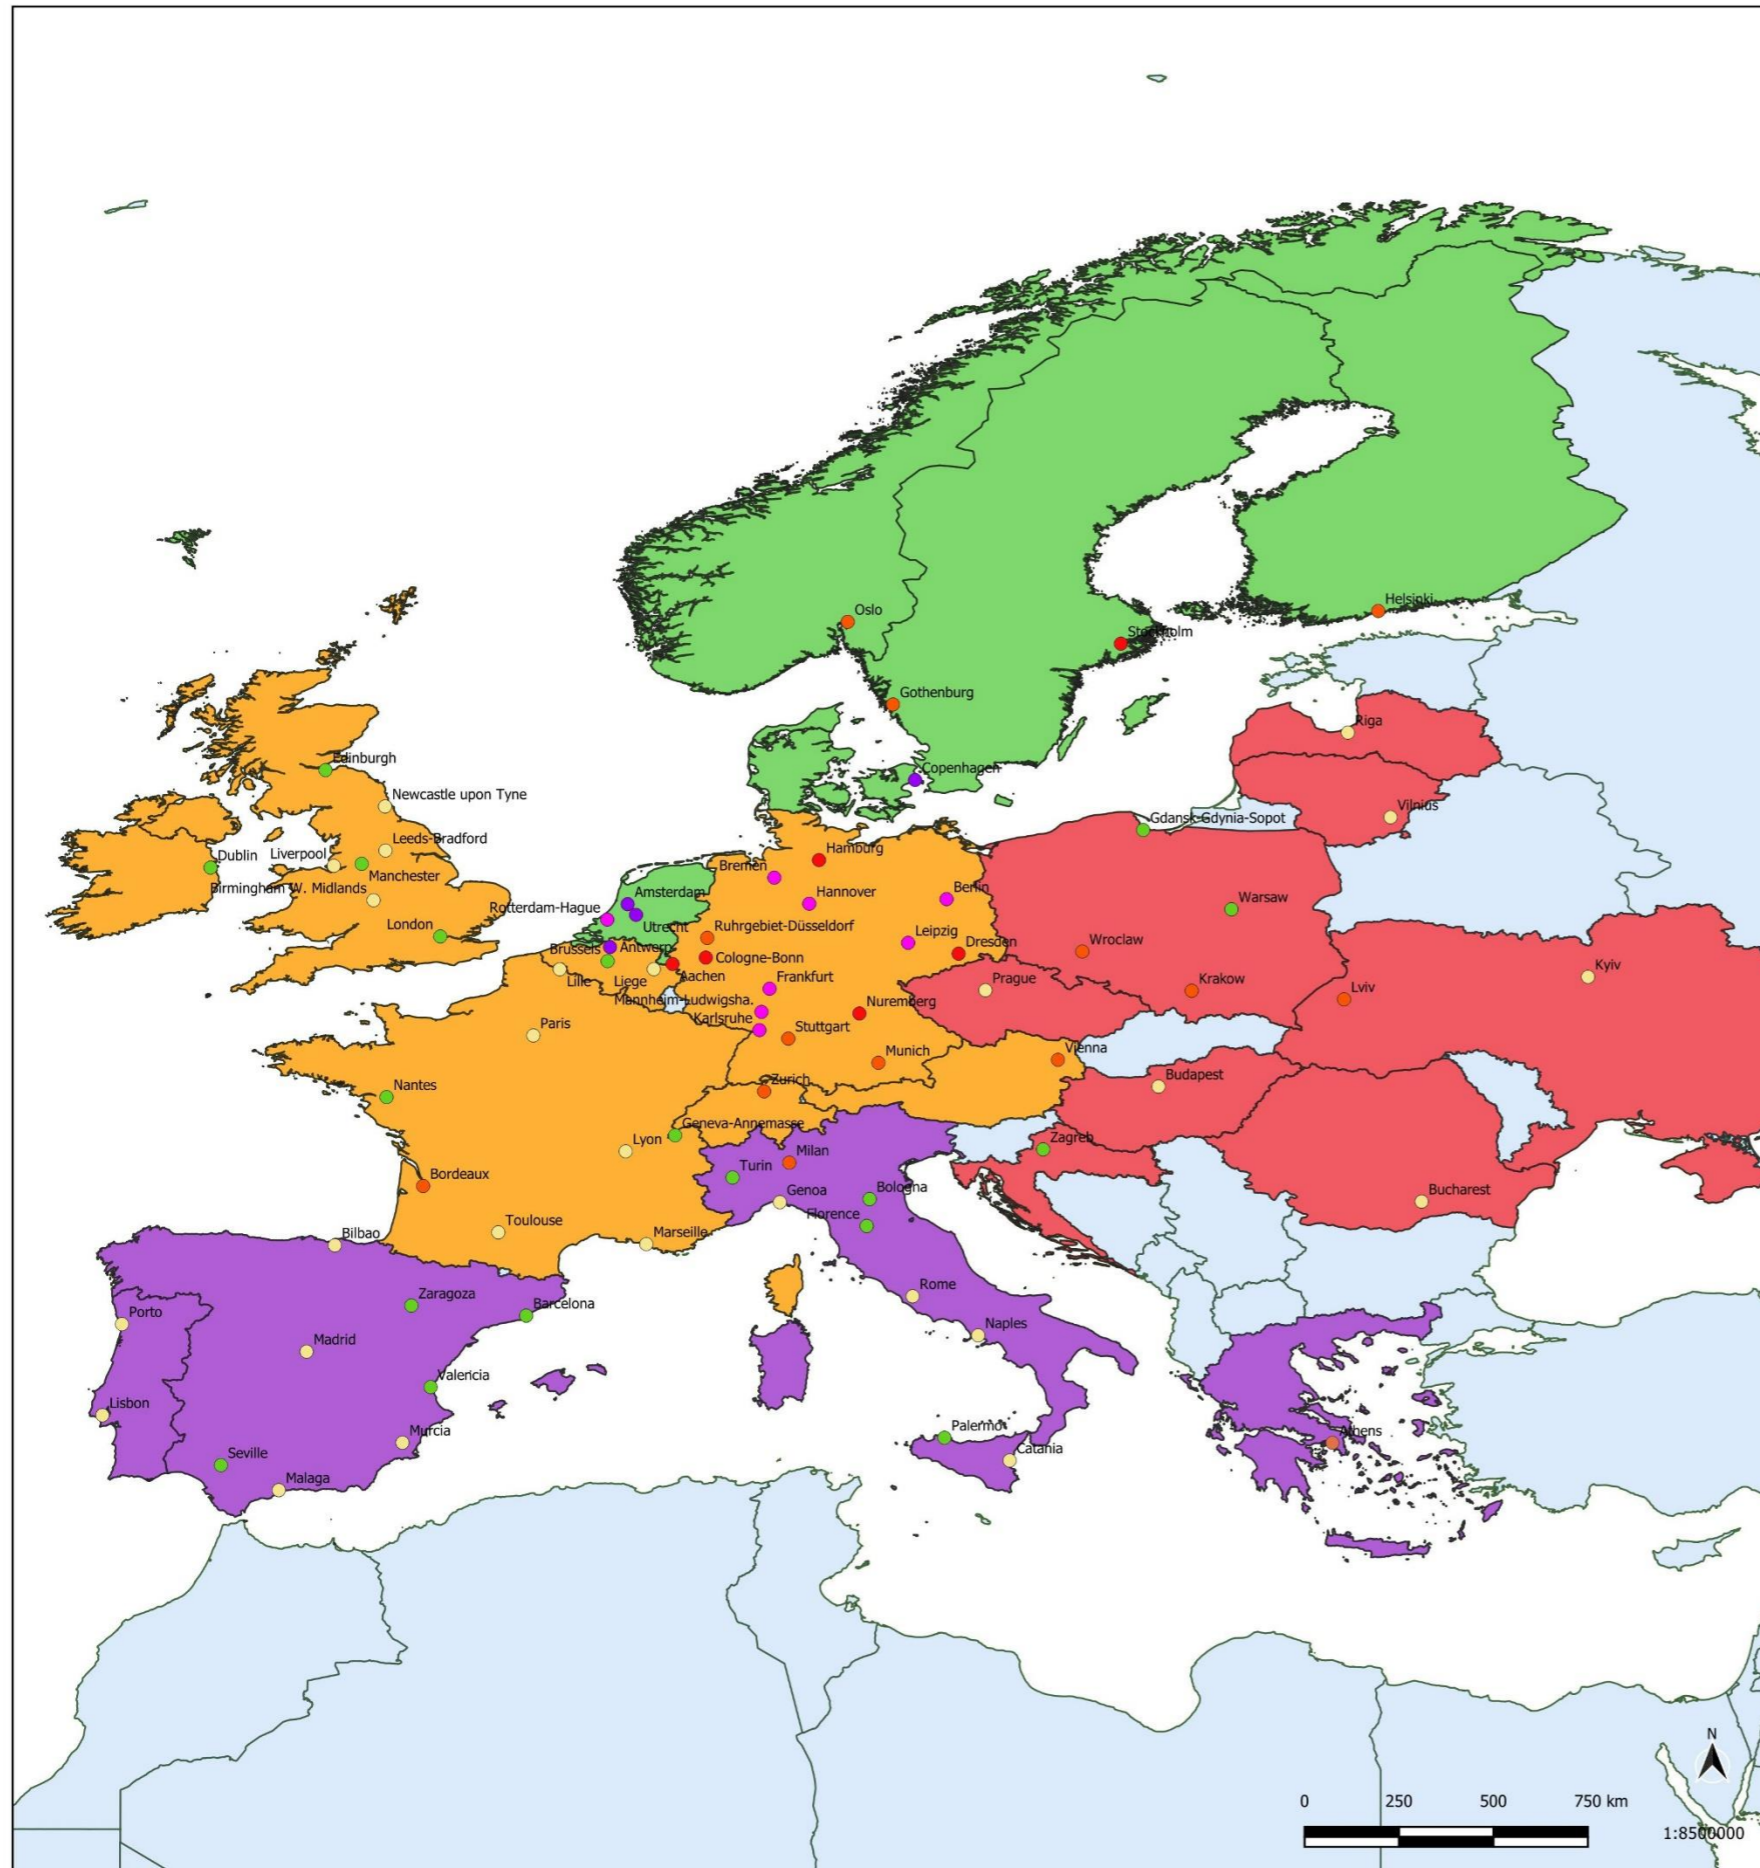 Oslo
Helsinki
Stockholm
Gothenburg
Edinburgh
Copenhagen
Newcastle upon Tyne
Riga
Vilnius
Gdansk-Gdynia-Sopot
Leeds-Bradford
Liverpool
Dublin
Manchester
Birmingham W. Midlands
Hamburg
Bremen
Hannover
Berlin
Amsterdam
Rotterdam-Hague
Utrecht
Warsaw
London
Ruhrgebiet-Düsseldorf
Leipzig
Dresden
Wroclaw
Brussels
Antwerp
Cologne-Bonn
Lille
Liege
Aachen
Frankfurt
Prague
Krakow
Lviv
Kyiv
Mannheim-Ludwigsha.
Nuremberg
Karlsruhe
Paris
Stuttgart
Munich
Vienna
Budapest
Zurich
Nantes
Geneva-Annemasse
Lyon
Zagreb
Milan
Turin
Bordeaux
Genoa
Bologna
Florence
Bucharest
Toulouse
Marseille
Bilbao
Rome
Zaragoza
Barcelona
Porto
Naples
Madrid
Valencia
Lisbon
Murcia
Palermo
Athens
Catania
Seville
Malaga
N
0 250 500 750 km
1:8500000